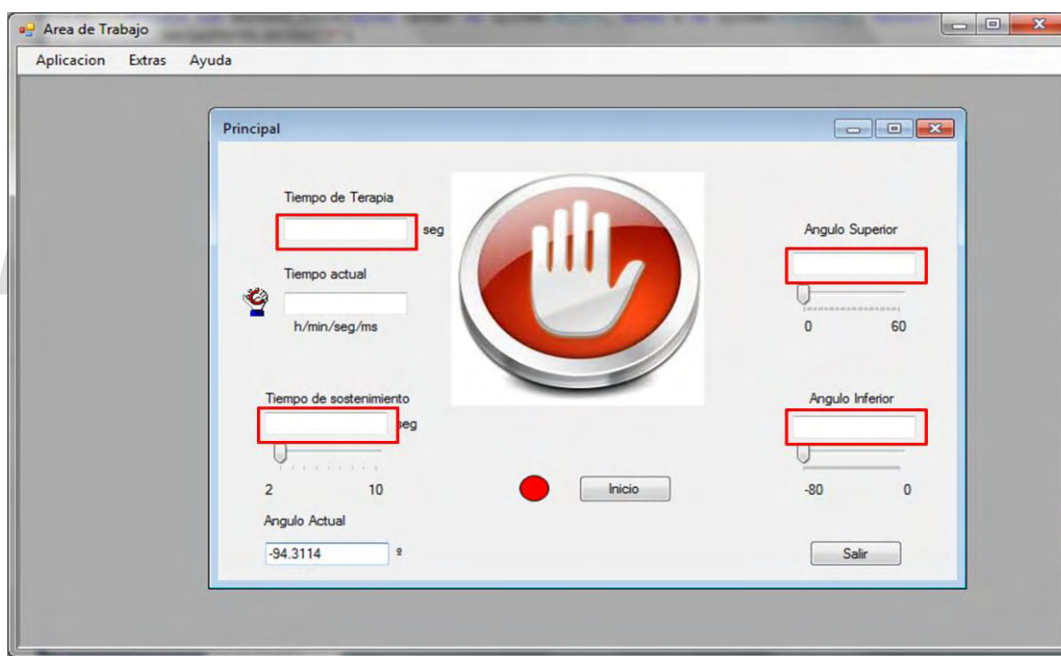 Area de Trabajo
Aplicacion Extras Ayuda
Principal
Tiempo de Terapia
seg
Tiempo actual
h/min/seg/ms
Tiempo de sostenimiento
seg
2 10
Angulo Actual
-94.3114 º
Inicio
Angulo Superior
0 60
Angulo Inferior
-80 0
Salir